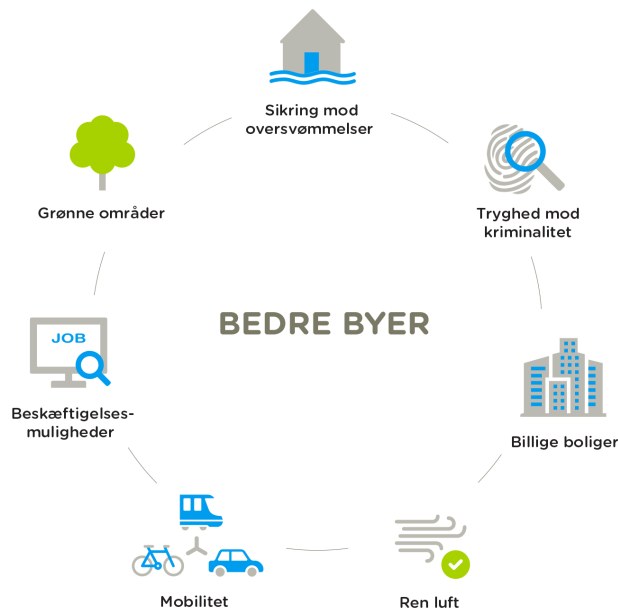 Sikring mod
oversvømmelser
Tryghed mod
kriminalitet
Billige boliger
Ren luft
Mobilitet
Beskæftigelses-
muligheder
JOB
Grønne områder
BEDRE BYER